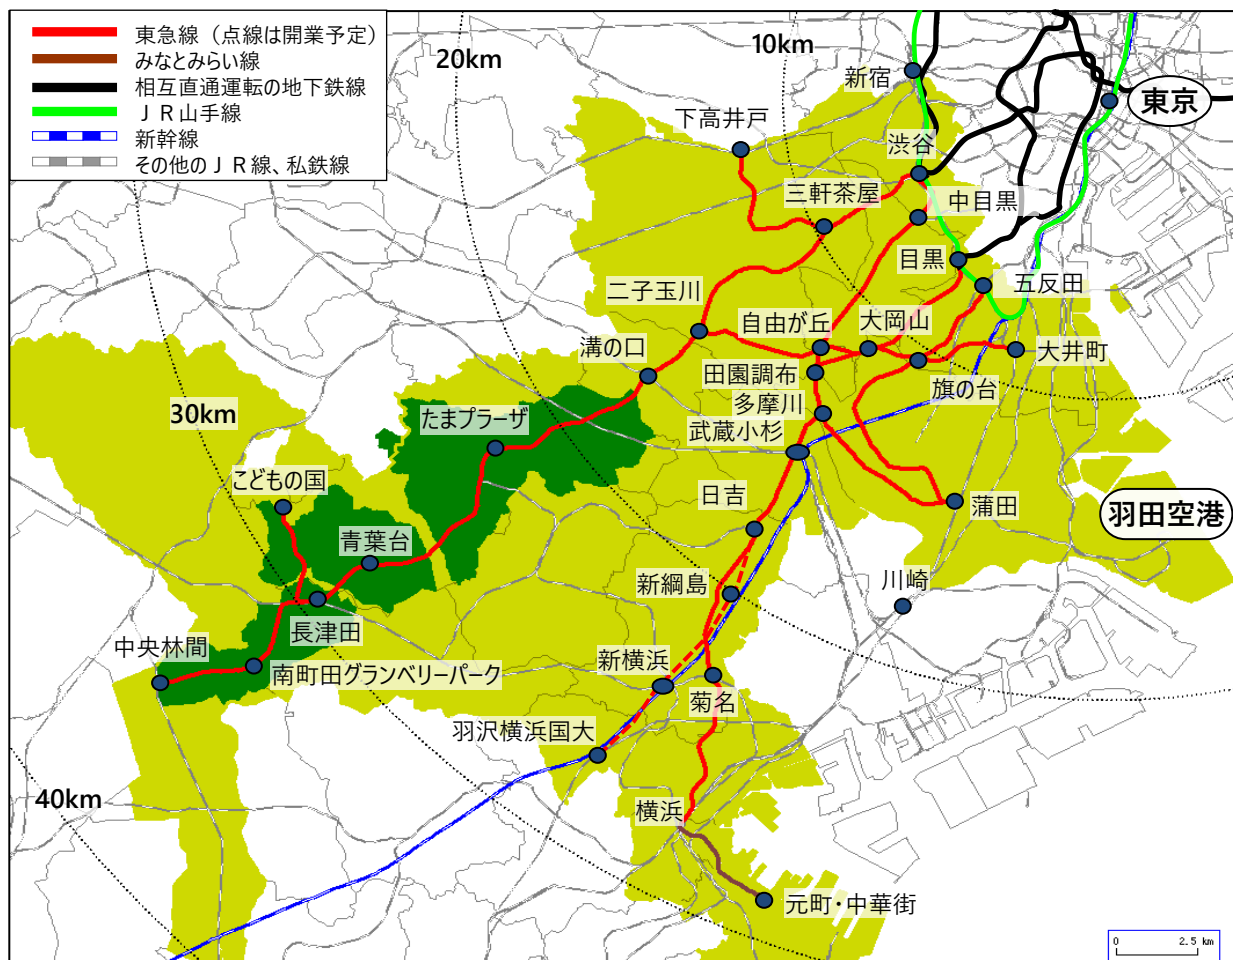 東急線（点線は開業予定）
みなとみらい線
相互直通運転の地下鉄線
ＪＲ山手線
新幹線
その他のＪＲ線、私鉄線
20km
10km
新宿
東京
下高井戸
渋谷
三軒茶屋
中目黒
目黒
五反田
二子玉川
自由が丘
大岡山
溝の口
田園調布
大井町
旗の台
30km
たまプラーザ
多摩川
武蔵小杉
こどもの国
日吉
蒲田
羽田空港
青葉台
新綱島
川崎
長津田
中央林間
南町田グランベリーパーク
新横浜
菊名
羽沢横浜国大
40km
横浜
元町・中華街
0 2.5 km